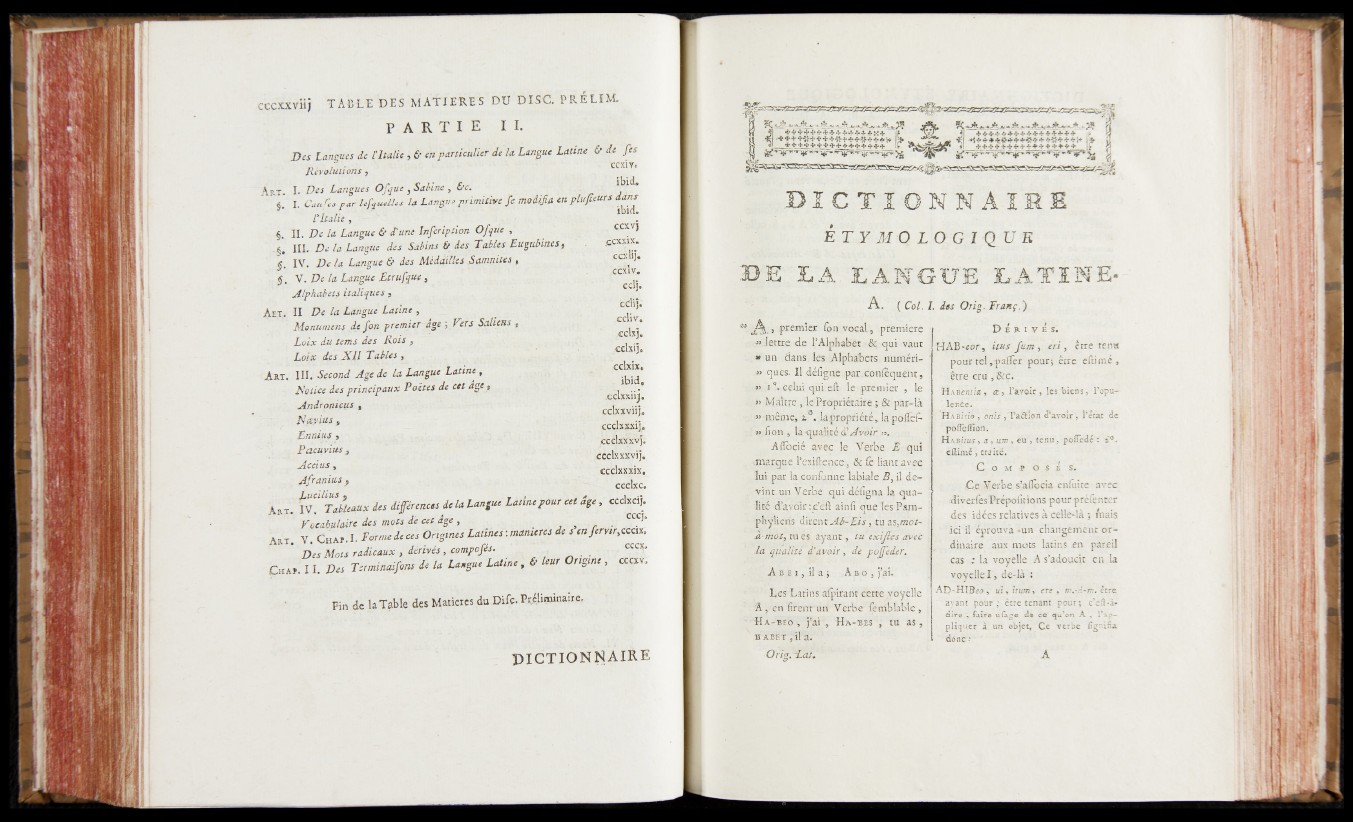 cccxxviij TABLE DES MATIERES DU DISC. PRÉLIM.
PARTIE II.
Des Langues de l'Italie, & en particulier de la Langue Latine & de ses
Révolutions, ccxiv.
ART. I. Des Langues Osque, Sabine, &c. ibid.
§. I. Causes par lesquelles la Langue primitive se modifia en plusieurs dans
l'Italie, ibid.
§. II. De la Langue & d'une Inscription Osque, ccxvj
§. III. De la Langue des Sabins & des Tables Eugubines, ccxxix.
§. IV. De la Langue & des Médailles Samnites, ccxlij.
§. V. De la Langue Etrusque, ccxlv.
Alphabets italiques, cclj.
ART. II De la Langue Latine, cclij.
Monumens de son premier âge; Vers Saliens, ccliv.
Loix du tems des Rois, cclxj.
Loix des XII Tables, cclxij.
ART. III. Second Age de la Langue Latine, cclxix.
Notice des principaux Poëtes de cet âge, ibid.
Andronicus, cclxxiij.
Nævius, cclxxviij.
Ennius, ccclxxxij.
Pacuvius, ccclxxxvj.
Accius, ccclxxxvij.
Afranius, ccclxxxix.
Lucilius, ccclxc.
ART. IV. Tableaux des différences de la Langue Latine pour cet âge, ccclxcij.
Vocabulaire des mots de cet âge, cccj.
ART. V. CHAP. I. Forme de ces Origines Latines: manieres de s'en servir, cccix.
Des Mots radicaux, dérivés, composés. cccx.
CHAP. II. Des Terminaisons de la Langue Latine, & leur Origine, cccxv.
Fin de la Table des Matieres du Disc. Préliminaire.
DICTIONNAIRE
DICTIONNAIRE
ÉTYMOLOGIQUE
DE LA LANGUE LATINE.
A. (Col. I. des Orig. Franç.)
« A, premier son vocal, premiere
» lettre de l'Alphabet & qui vaut
» un dans les Alphabets numéri-
» ques. Il désigne par conséquent,
» 1°. celui qui est le premier, le
» Maître, le Propriétaire; & par-là
» même, 2°. la propriété, la posses-
» sion, la qualité d'Avoir ».
Associé avec le Verbe E qui
marque l'existence, & se liant avec
lui par la consonne labiale B, il de-
vint un Verbe qui désigna la qua-
lité d'avoir: c'est ainsi que les Pam-
phyliens dirent Ab-Eis, tu as, mot-
à mot, tu es ayant, tu existes avec
la qualité d'avoir, de posséder.
ABEI, il a; ABO, j'ai.
Les Latins aspirant cette voyelle
A, en firent un Verbe semblable,
HA-BEO, j'ai, HA-BES, tu as,
HABET, il a.
Orig. Lat.
DÉRIVÉS.
HAB-eor, itus sum, eri, être tenu
pour tel, passer pour; être estimé,
être cru, &c.
HABentia, æ, l'avoir, les biens, l'opu-
lence.
HABitio, onis, l'action d'avoir, l'état de
possession.
HABitus, a, um, eu, tenu, possédé: 2°.
estimé, traité.
COMPOSÉS.
Ce Verbe s'associa ensuite avec
diverses Prépositions pour présenter
des idées relatives à celle-là; mais
ici il éprouva un changement or-
dinaire aux mots latins en pareil
cas: la voyelle A s'adoucit en la
voyelle I, de-là:
AD-HIBeo, ui, itum, ere, m.-à-m. être
ayant pour; être tenant pour; c'est-à-
dire, faire usage de ce qu'on A, l'ap-
pliquer à un objet. Ce verbe signifia
donc:
A